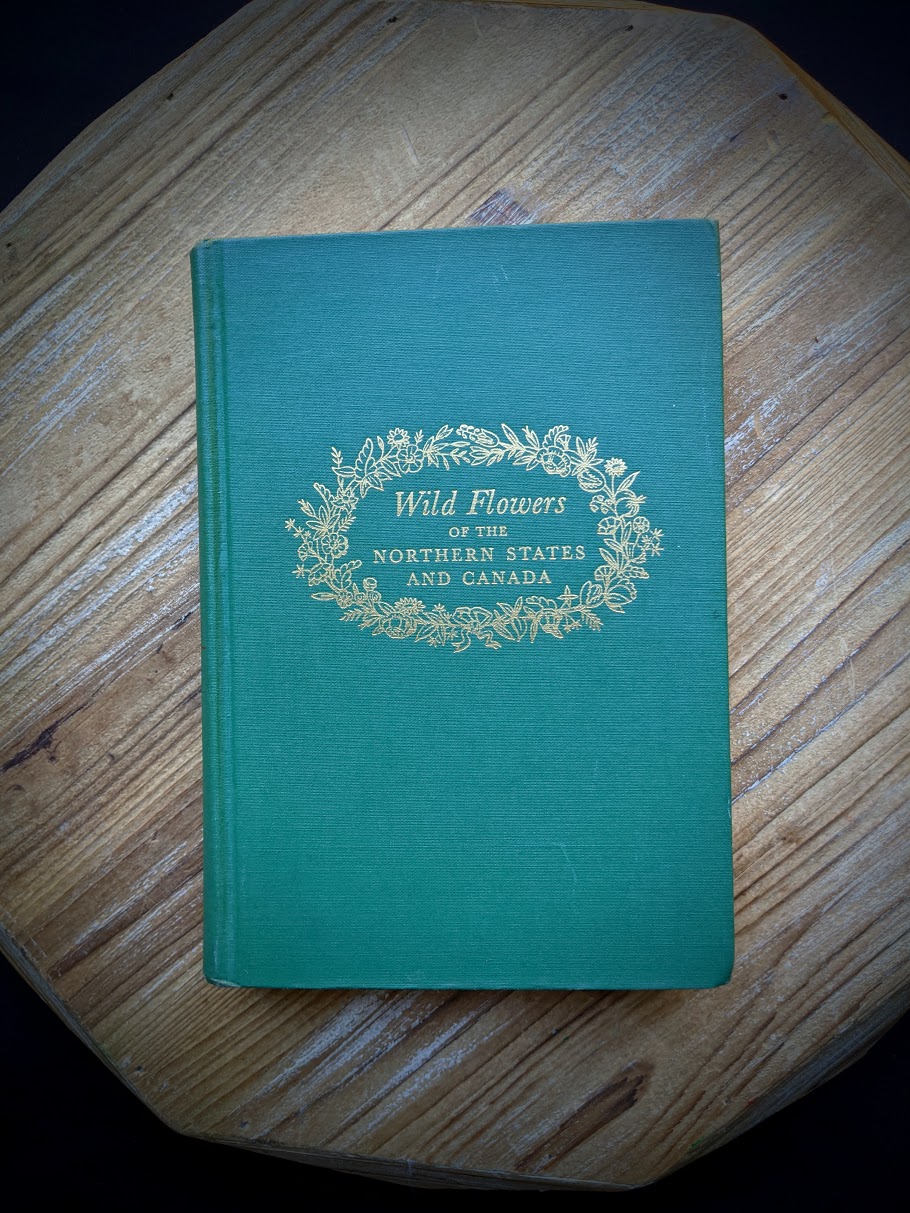 Wild Flowers
OF THE
NORTHERN STATES
AND CANADA